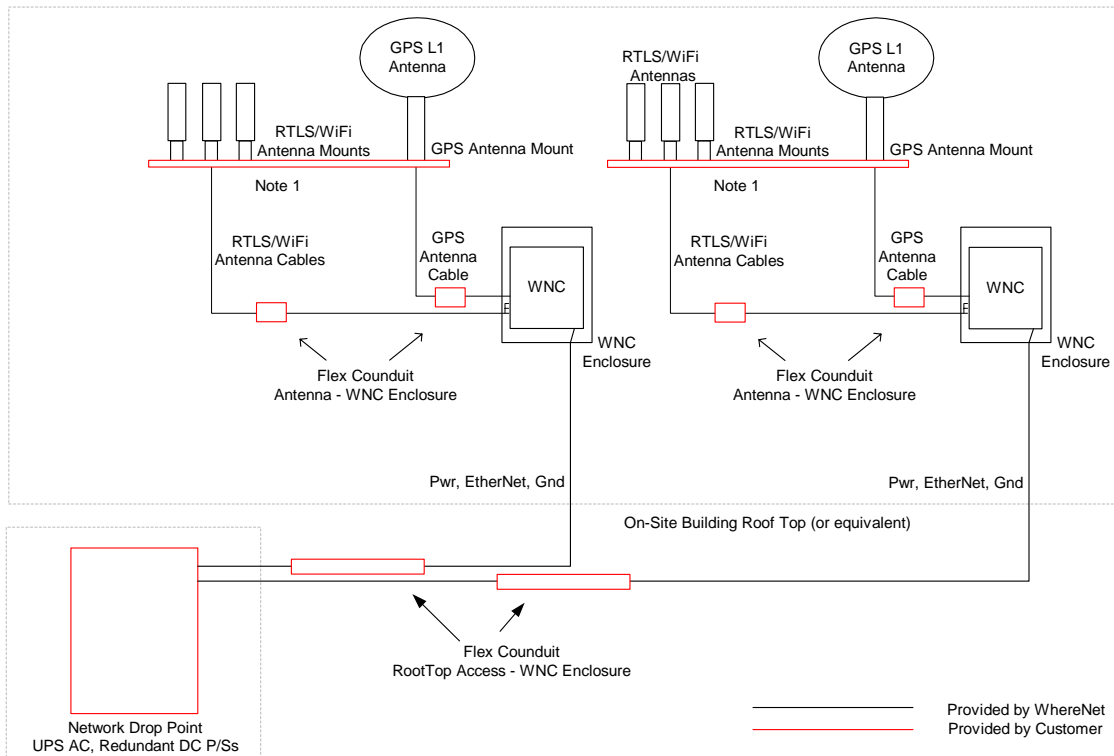 GPS L1
Antenna
RTLS/WiFi
Antenna Mounts
GPS Antenna Mount
Note 1
RTLS/WiFi
Antenna Cables
GPS
Antenna
Cable
WNC
WNC
Enclosure
Flex Counduit
Antenna - WNC Enclosure
Pwr, EtherNet, Gnd
GPS L1
Antenna
RTLS/WiFi
Antennas
RTLS/WiFi
Antenna Mounts
GPS Antenna Mount
Note 1
RTLS/WiFi
Antenna Cables
GPS
Antenna
Cable
WNC
WNC
Enclosure
Flex Counduit
Antenna - WNC Enclosure
Pwr, EtherNet, Gnd
On-Site Building Roof Top (or equivalent)
Flex Counduit
RootTop Access - WNC Enclosure
Network Drop Point
UPS AC, Redundant DC P/Ss
Provided by WhereNet
Provided by Customer